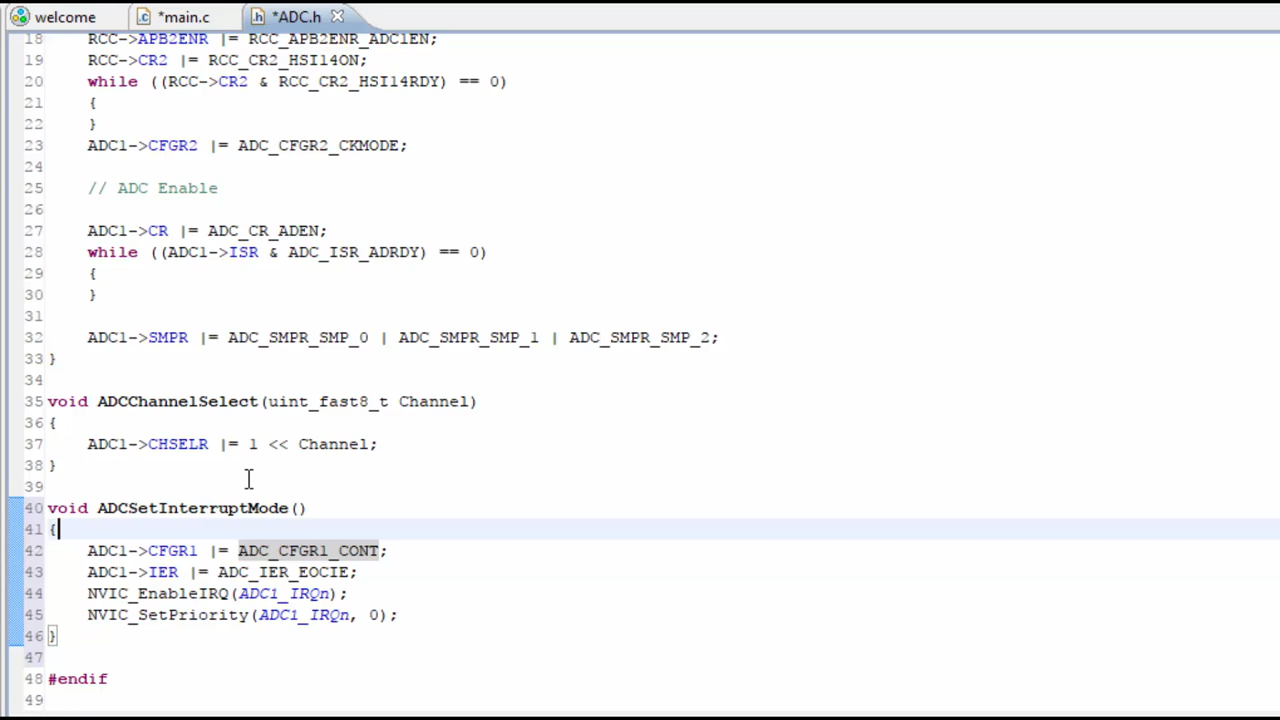 welcome *main.c *ADC.h
18 RCC->APB2ENR |= RCC_APB2ENR_ADC1EN;
19 RCC->CR2 |= RCC_CR2_HSI14ON;
20 while ((RCC->CR2 & RCC_CR2_HSI14RDY) == 0)
21 {
22 }
23 ADC1->CFGR2 |= ADC_CFGR2_CKMODE;
24
25 // ADC Enable
26
27 ADC1->CR |= ADC_CR_ADEN;
28 while ((ADC1->ISR & ADC_ISR_ADRDY) == 0)
29 {
30 }
31
32 ADC1->SMPR |= ADC_SMPR_SMP_0 | ADC_SMPR_SMP_1 | ADC_SMPR_SMP_2;
33 }
34
35 void ADCChannelSelect(uint_fast8_t Channel)
36 {
37 ADC1->CHSELR |= 1 << Channel;
38 }
39
40 void ADCSetInterruptMode()
41 {
42 ADC1->CFGR1 |= ADC_CFGR1_CONT;
43 ADC1->IER |= ADC_IER_EOCIE;
44 NVIC_EnableIRQ(ADC1_IRQn);
45 NVIC_SetPriority(ADC1_IRQn, 0);
46 }
47
48 #endif
49